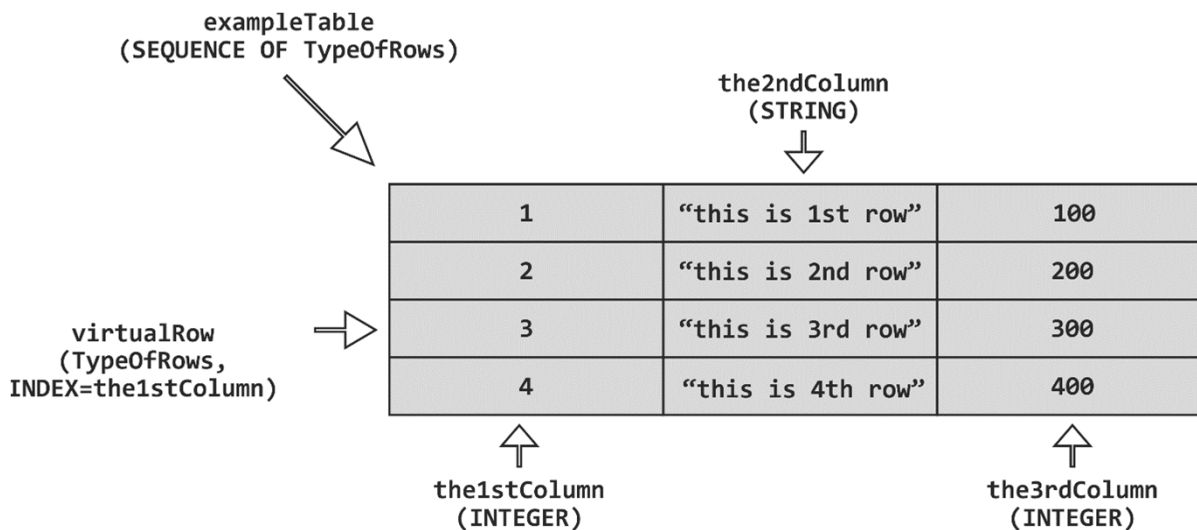 exampleTable
(SEQUENCE OF TypeOfRows)
the2ndColumn
(STRING)
1 “this is 1st row” 100
2 “this is 2nd row” 200
virtualRow
(TypeOfRows,
INDEX=the1stColumn)
3 “this is 3rd row” 300
4 “this is 4th row” 400
the1stColumn
(INTEGER)
the3rdColumn
(INTEGER)